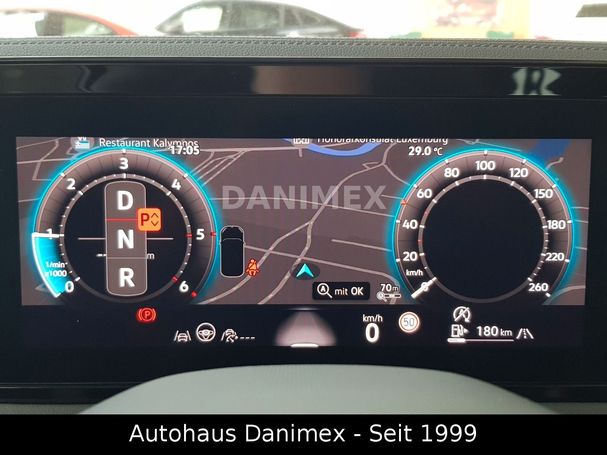 Restaurant Kalymnos
Honorarkonsulat Luxemburg
17:05
29.0 °C
DANIMEX
3
2
4
1
5
0
6
1/min
x1000
D
P
N
R
m
100
80
120
60
160
40
180
20
220
km/h
0
260
mit OK
70m
P
---
km/h
0
50
180 km
Autohaus Danimex - Seit 1999